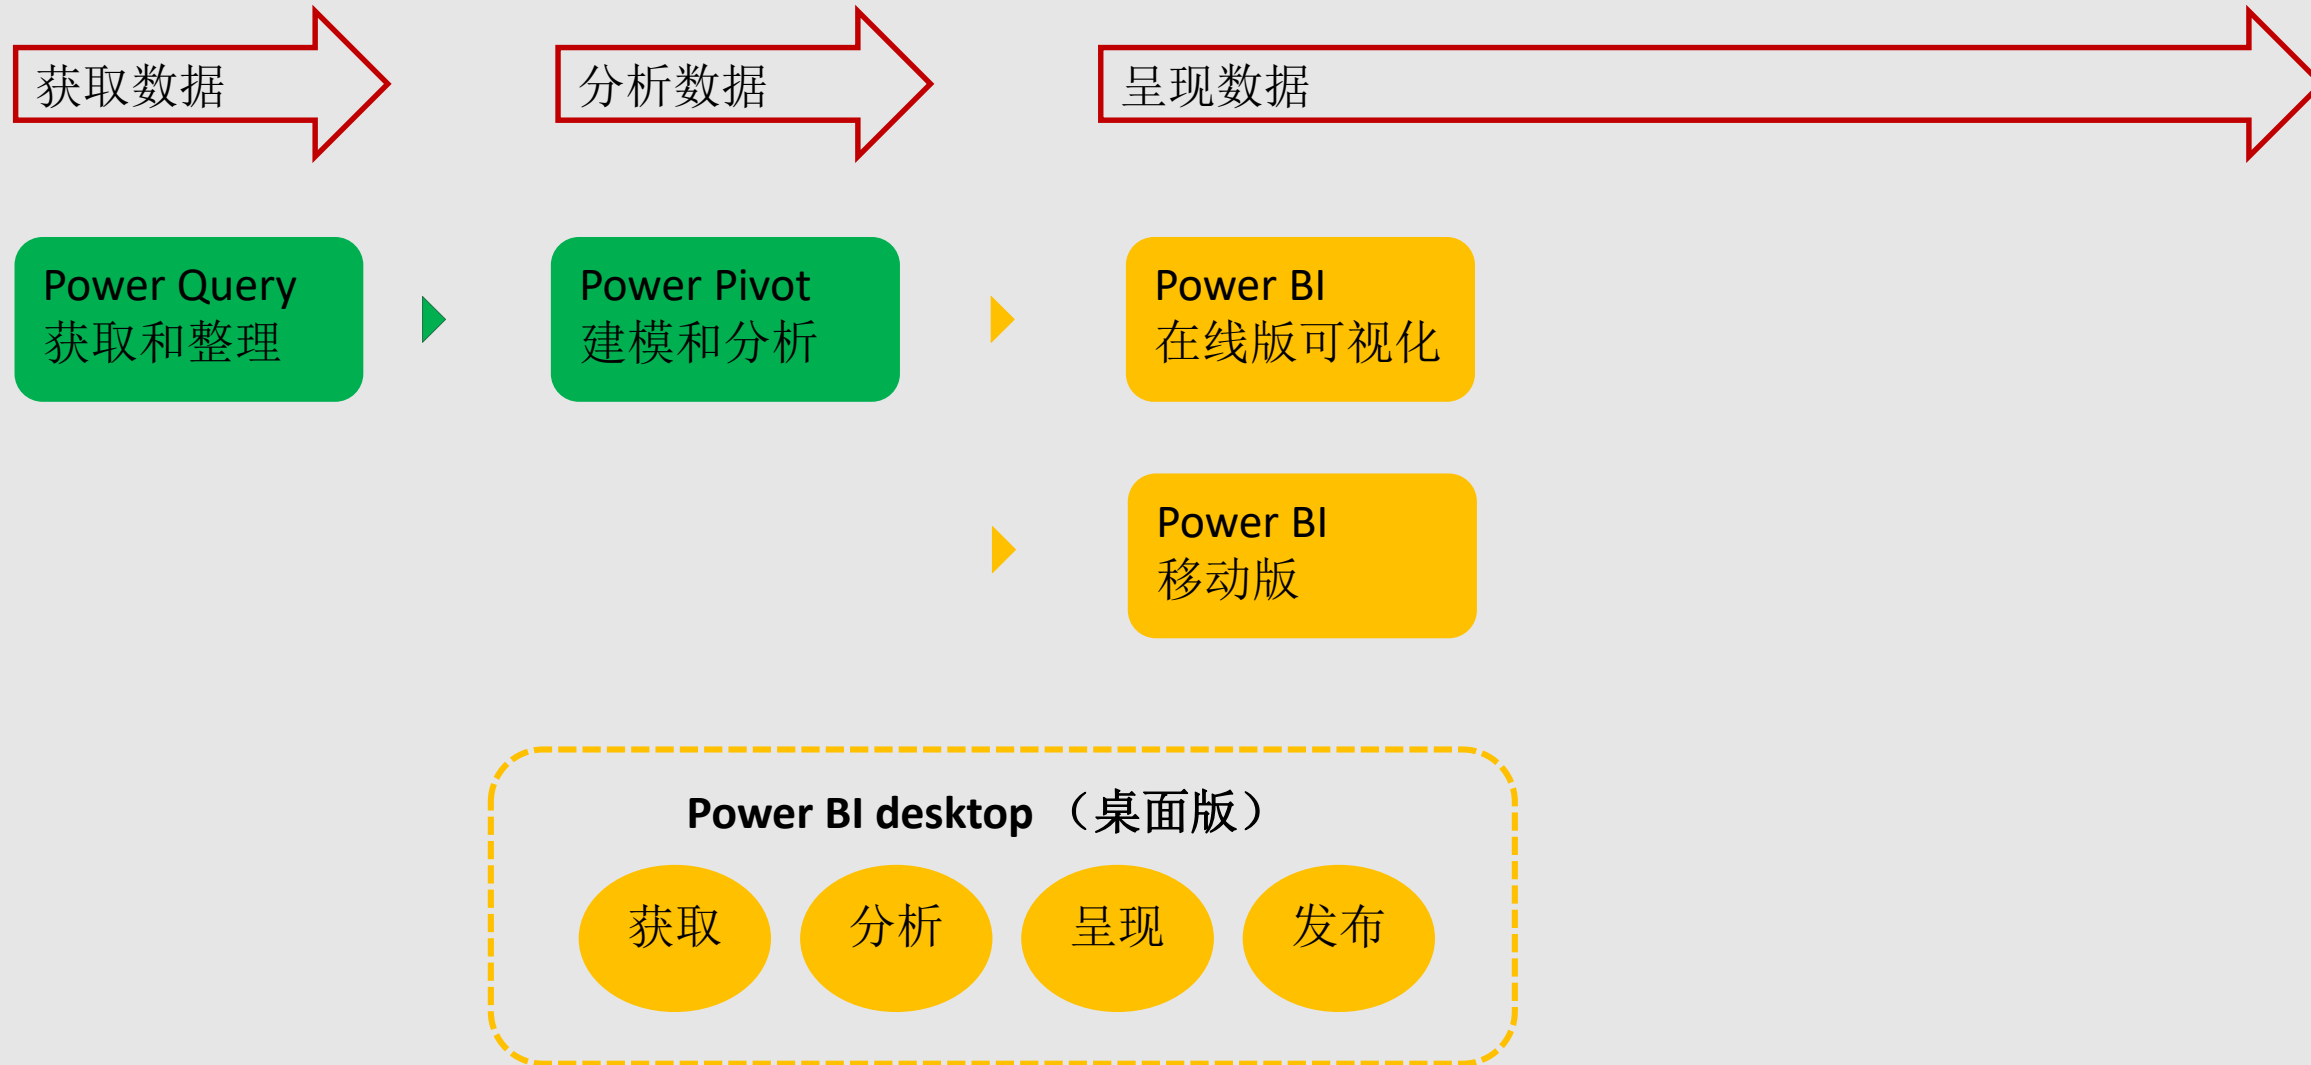 获取数据
分析数据
呈现数据
Power Query
获取和整理
Power Pivot
建模和分析
Power BI
在线版可视化
Power BI
移动版
Power BI desktop （桌面版）
获取
分析
呈现
发布